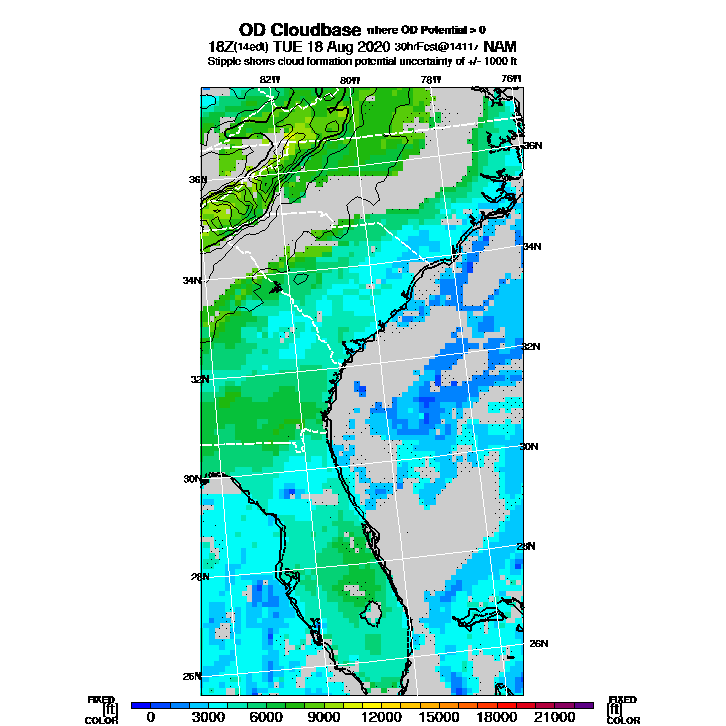 OD Cloudbase where OD Potential > 0
18Z(14edt) TUE 18 Aug 2020 30hrFcst@1411z NAM
Stipple shows cloud formation potential uncertainty of +/- 1000 ft
82W 80W 78W 76W
36N 36N
34N 34N
32N 32N
30N 30N
28N 28N
26N 26N
FIXED FIXED
[ft] 0 3000 6000 9000 12000 15000 18000 21000 [ft]
COLOR COLOR